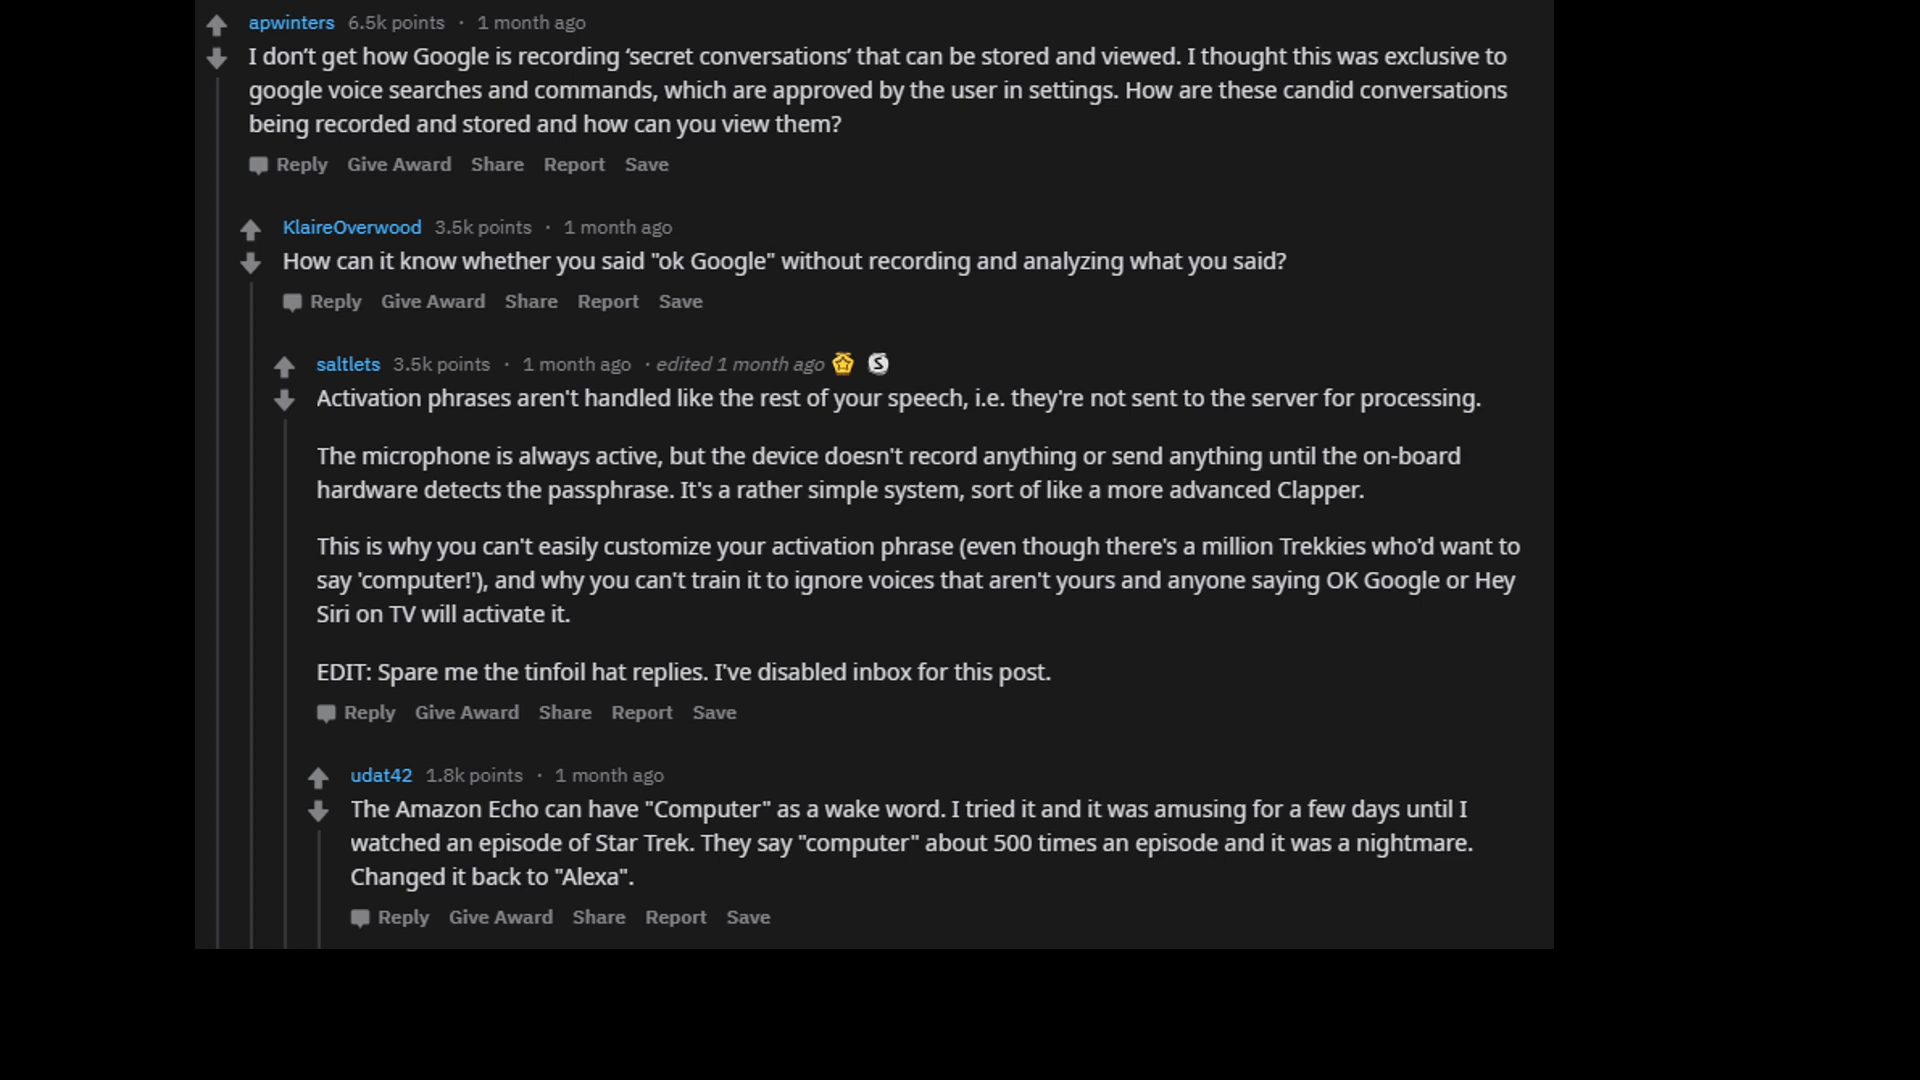 apwinters 6.5k points · 1 month ago
I don’t get how Google is recording ‘secret conversations’ that can be stored and viewed. I thought this was exclusive to
google voice searches and commands, which are approved by the user in settings. How are these candid conversations
being recorded and stored and how can you view them?
Reply Give Award Share Report Save
KlaireOverwood 3.5k points · 1 month ago
How can it know whether you said "ok Google" without recording and analyzing what you said?
Reply Give Award Share Report Save
saltlets 3.5k points · 1 month ago · edited 1 month ago S
Activation phrases aren't handled like the rest of your speech, i.e. they're not sent to the server for processing.
The microphone is always active, but the device doesn't record anything or send anything until the on-board
hardware detects the passphrase. It's a rather simple system, sort of like a more advanced Clapper.
This is why you can't easily customize your activation phrase (even though there's a million Trekkies who'd want to
say 'computer!'), and why you can't train it to ignore voices that aren't yours and anyone saying OK Google or Hey
Siri on TV will activate it.
EDIT: Spare me the tinfoil hat replies. I've disabled inbox for this post.
Reply Give Award Share Report Save
udat42 1.8k points · 1 month ago
The Amazon Echo can have "Computer" as a wake word. I tried it and it was amusing for a few days until I
watched an episode of Star Trek. They say "computer" about 500 times an episode and it was a nightmare.
Changed it back to "Alexa".
Reply Give Award Share Report Save